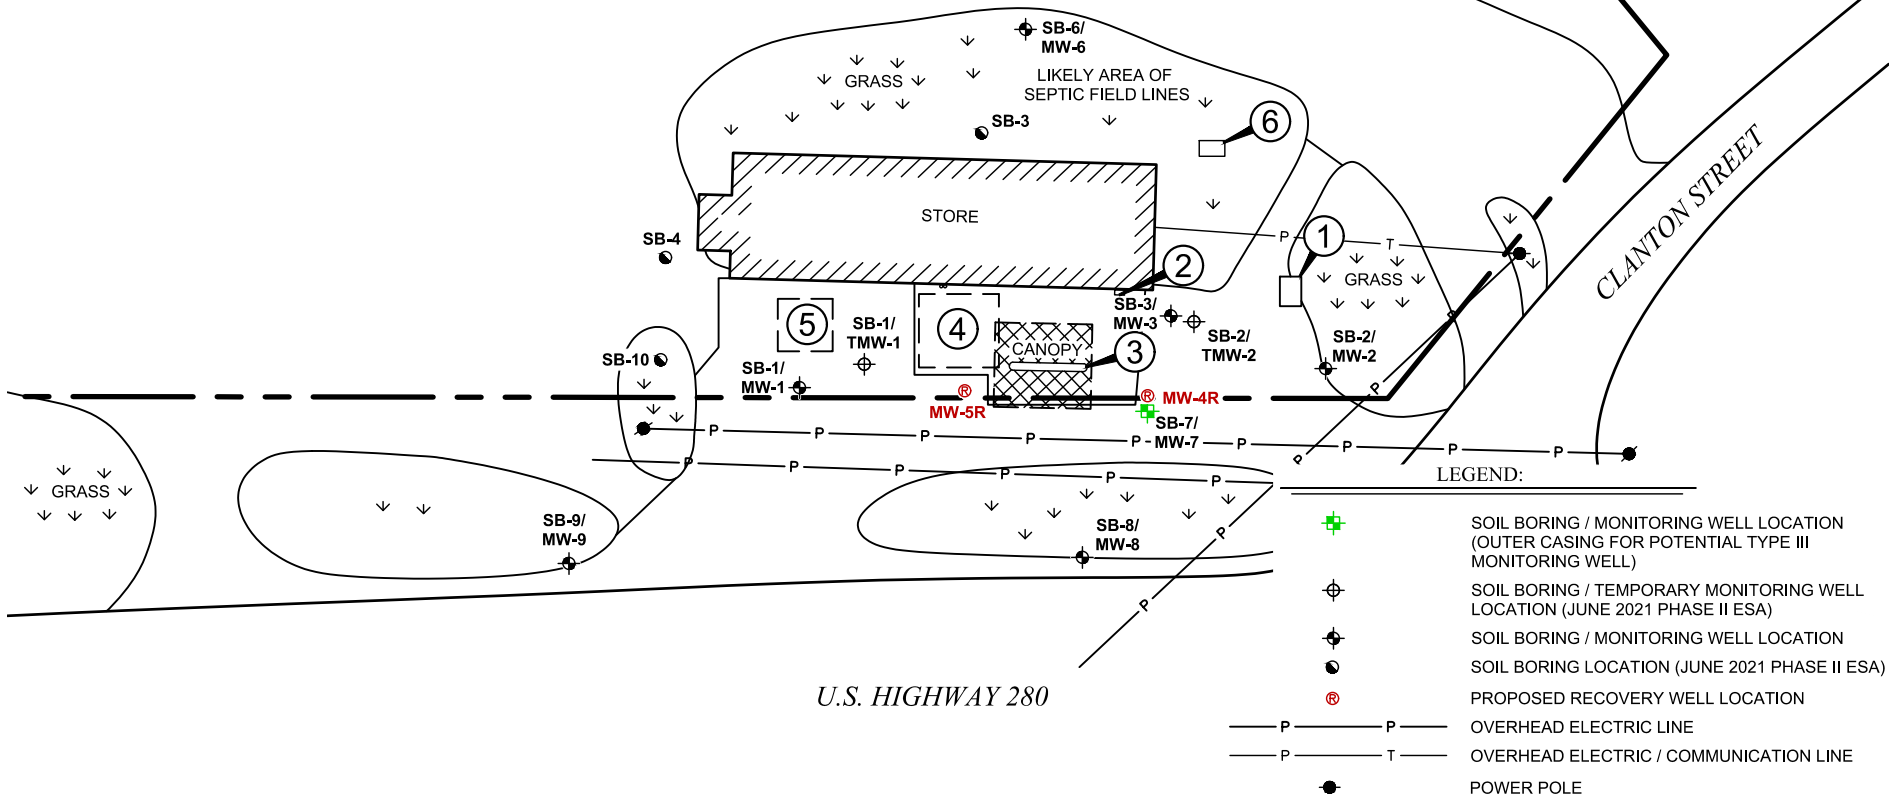 SB-6/
MW-6
GRASS
LIKELY AREA OF
SEPTIC FIELD LINES
SB-3
6
STORE
SB-4
P
T
1
2
GRASS
CLANTON STREET
5
SB-1/
TMW-1
4
SB-3/
MW-3
SB-2/
TMW-2
CANOPY
3
SB-2/
MW-2
P
P
SB-10
SB-1/
MW-1
MW-5R
MW-4R
SB-7/
MW-7
P P P P P P P P P
P P P P P P
P
P
P
GRASS
SB-9/
MW-9
SB-8/
MW-8
U.S. HIGHWAY 280
LEGEND:
SOIL BORING / MONITORING WELL LOCATION
(OUTER CASING FOR POTENTIAL TYPE III
MONITORING WELL)
SOIL BORING / TEMPORARY MONITORING WELL
LOCATION (JUNE 2021 PHASE II ESA)
SOIL BORING / MONITORING WELL LOCATION
SOIL BORING LOCATION (JUNE 2021 PHASE II ESA)
R PROPOSED RECOVERY WELL LOCATION
P P OVERHEAD ELECTRIC LINE
P T OVERHEAD ELECTRIC / COMMUNICATION LINE
POWER POLE